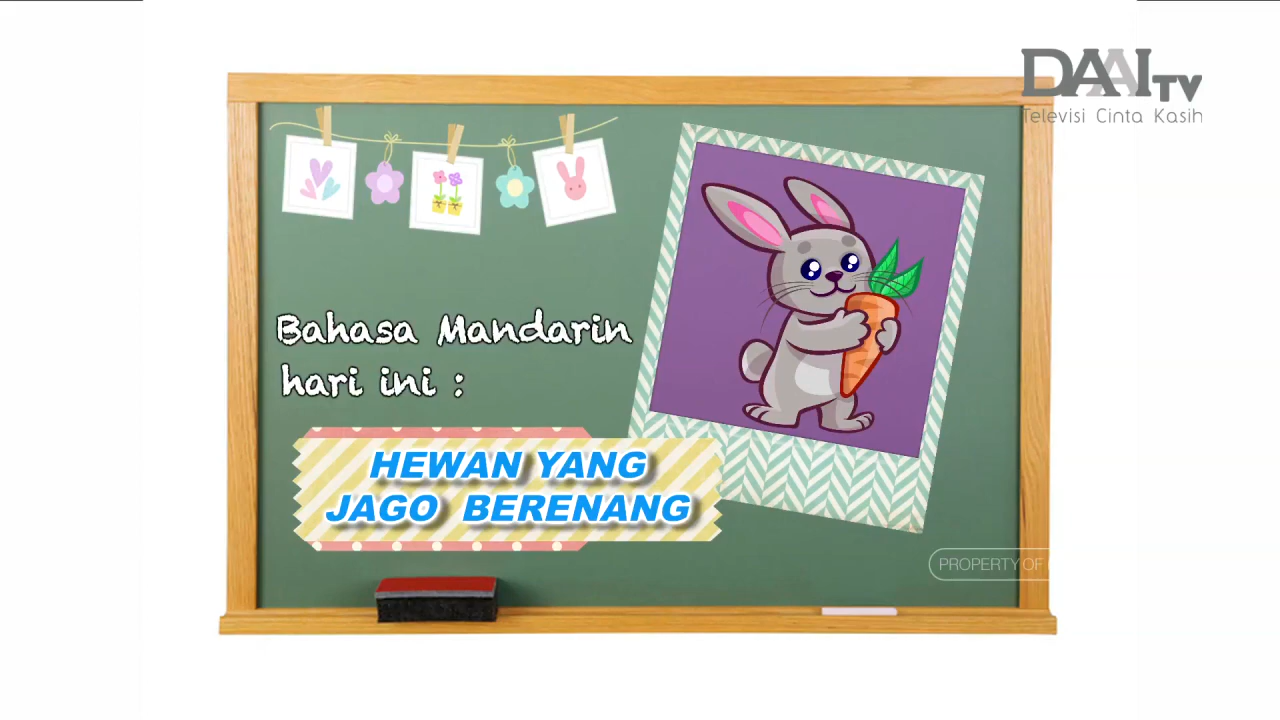 DAAI TV
Televisi Cinta Kasih
Bahasa Mandarin
hari ini :
HEWAN YANG
JAGO BERENANG
PROPERTY OF